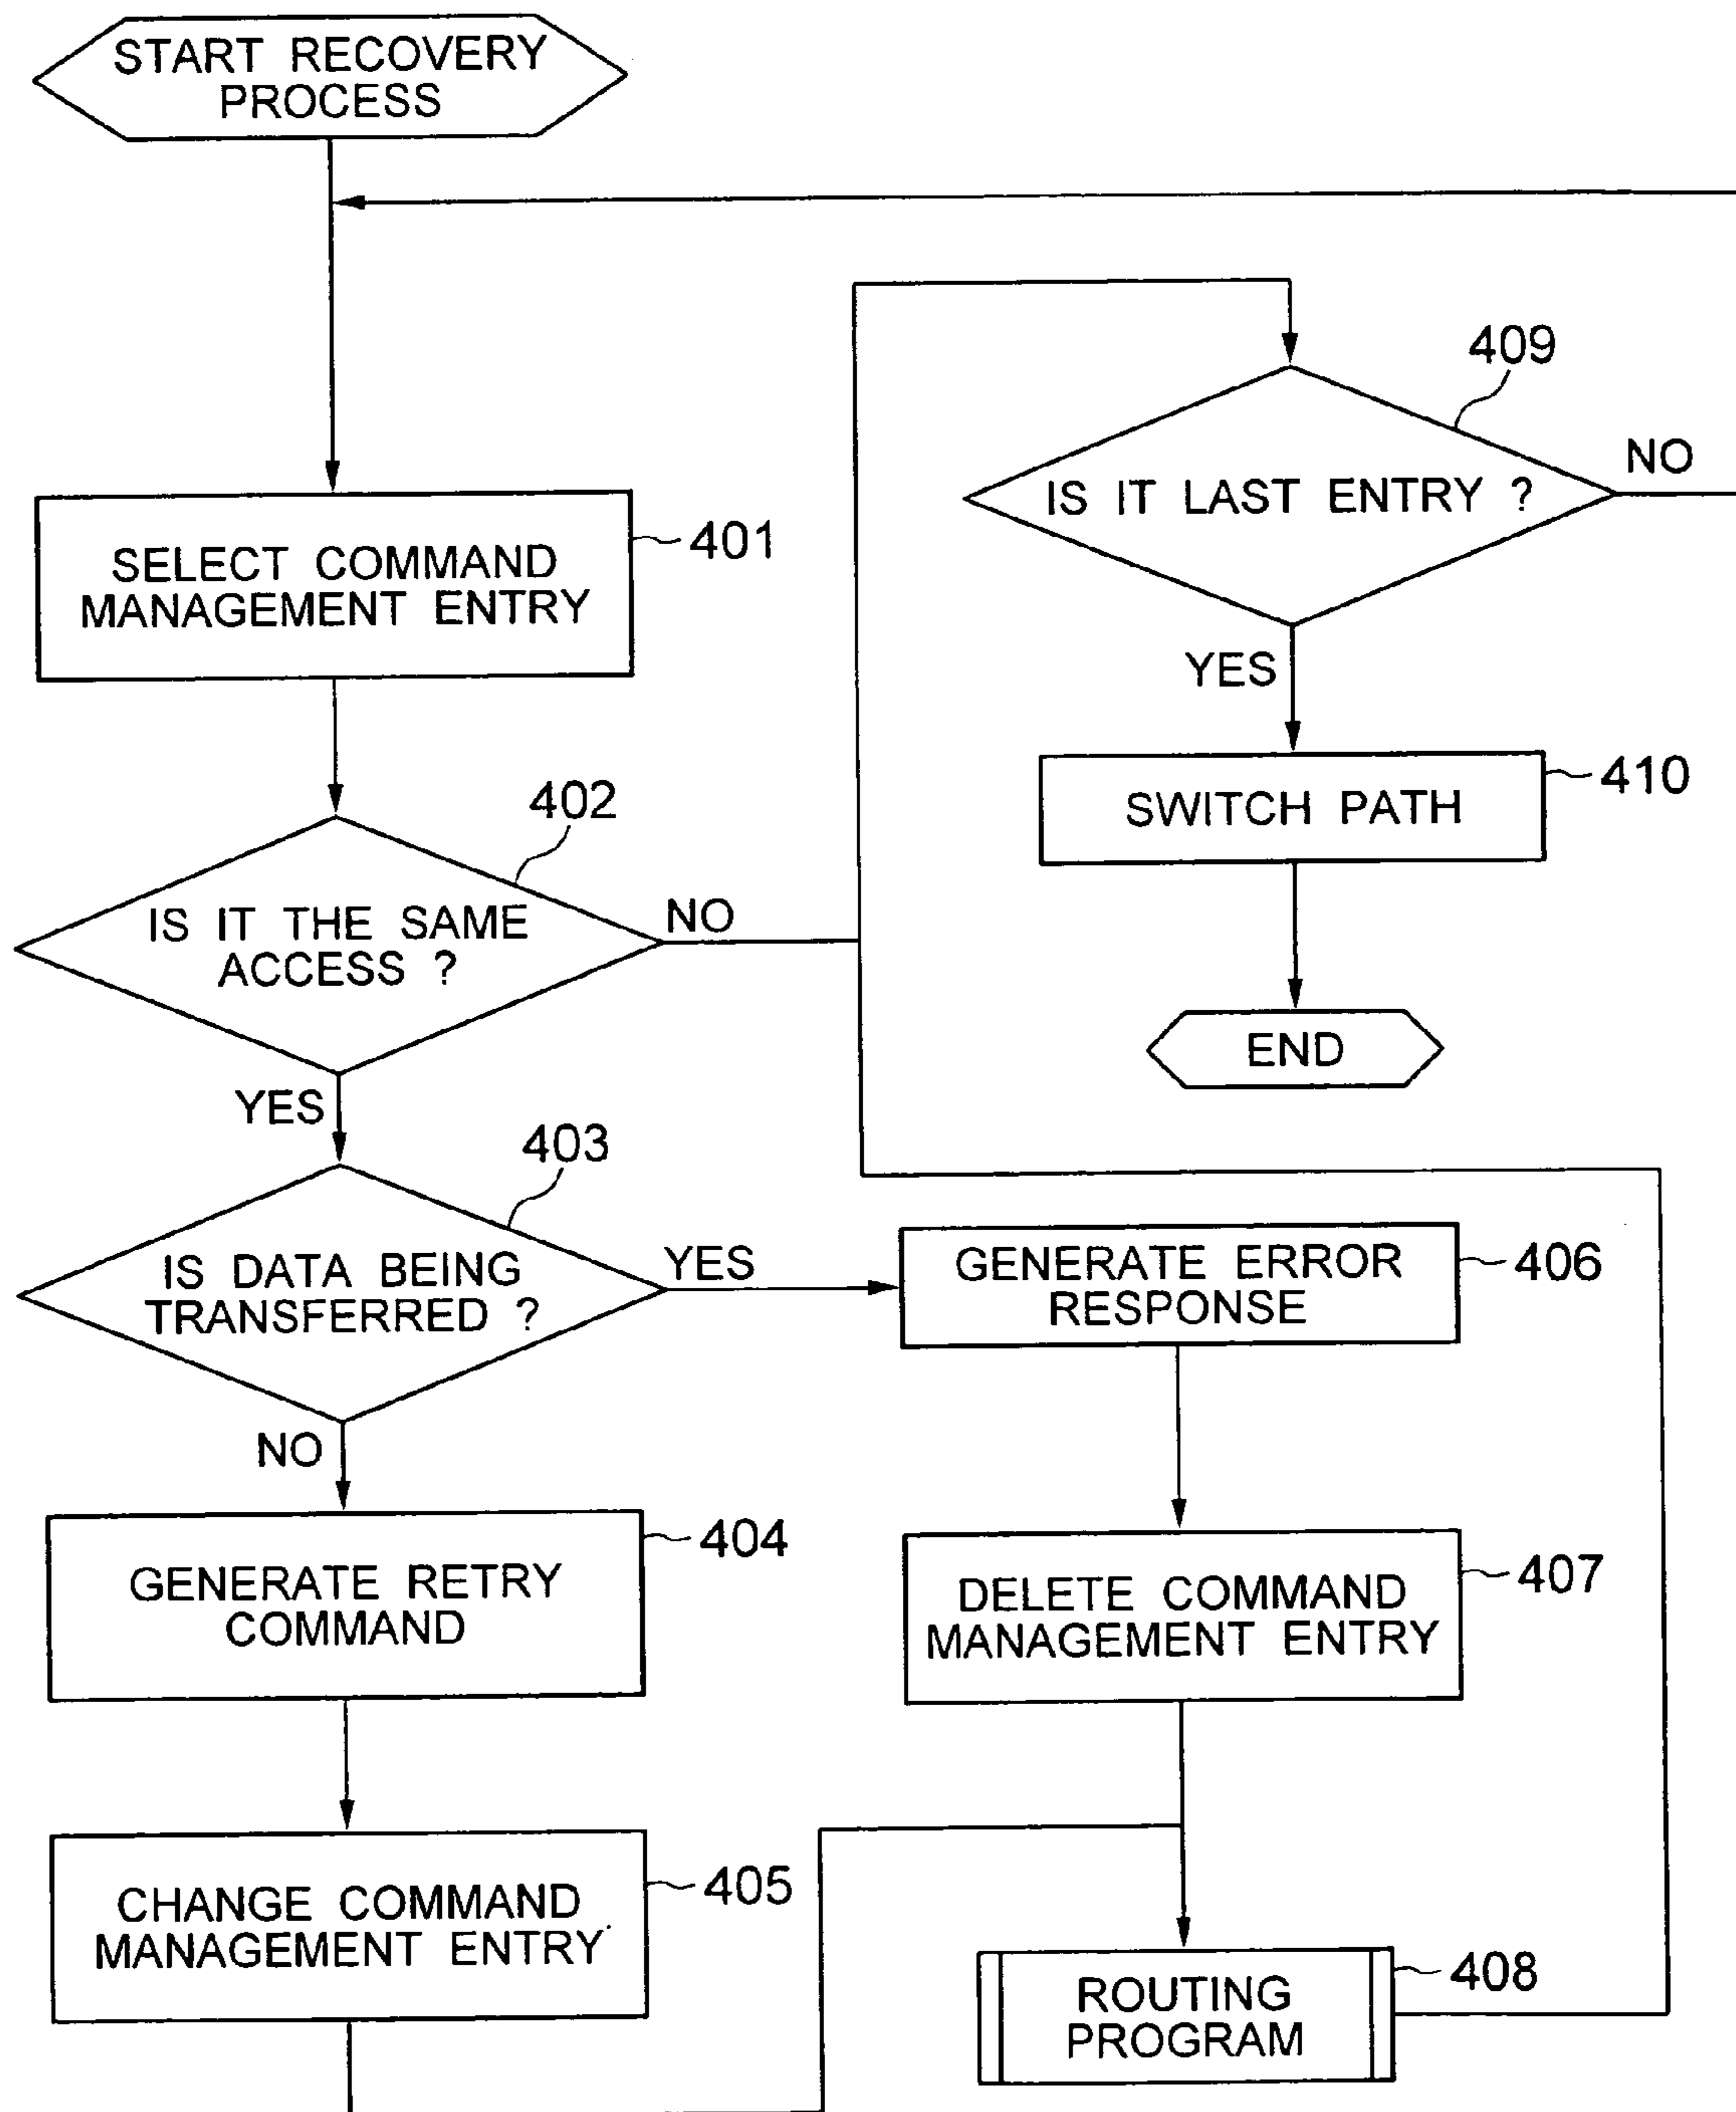 START RECOVERY
PROCESS
SELECT COMMAND
MANAGEMENT ENTRY
401
402
IS IT THE SAME
ACCESS ?
NO
YES
403
IS DATA BEING
TRANSFERRED ?
YES
NO
404
GENERATE RETRY
COMMAND
405
CHANGE COMMAND
MANAGEMENT ENTRY
GENERATE ERROR
RESPONSE
406
DELETE COMMAND
MANAGEMENT ENTRY
407
ROUTING
PROGRAM
408
409
IS IT LAST ENTRY ?
NO
YES
SWITCH PATH
410
END